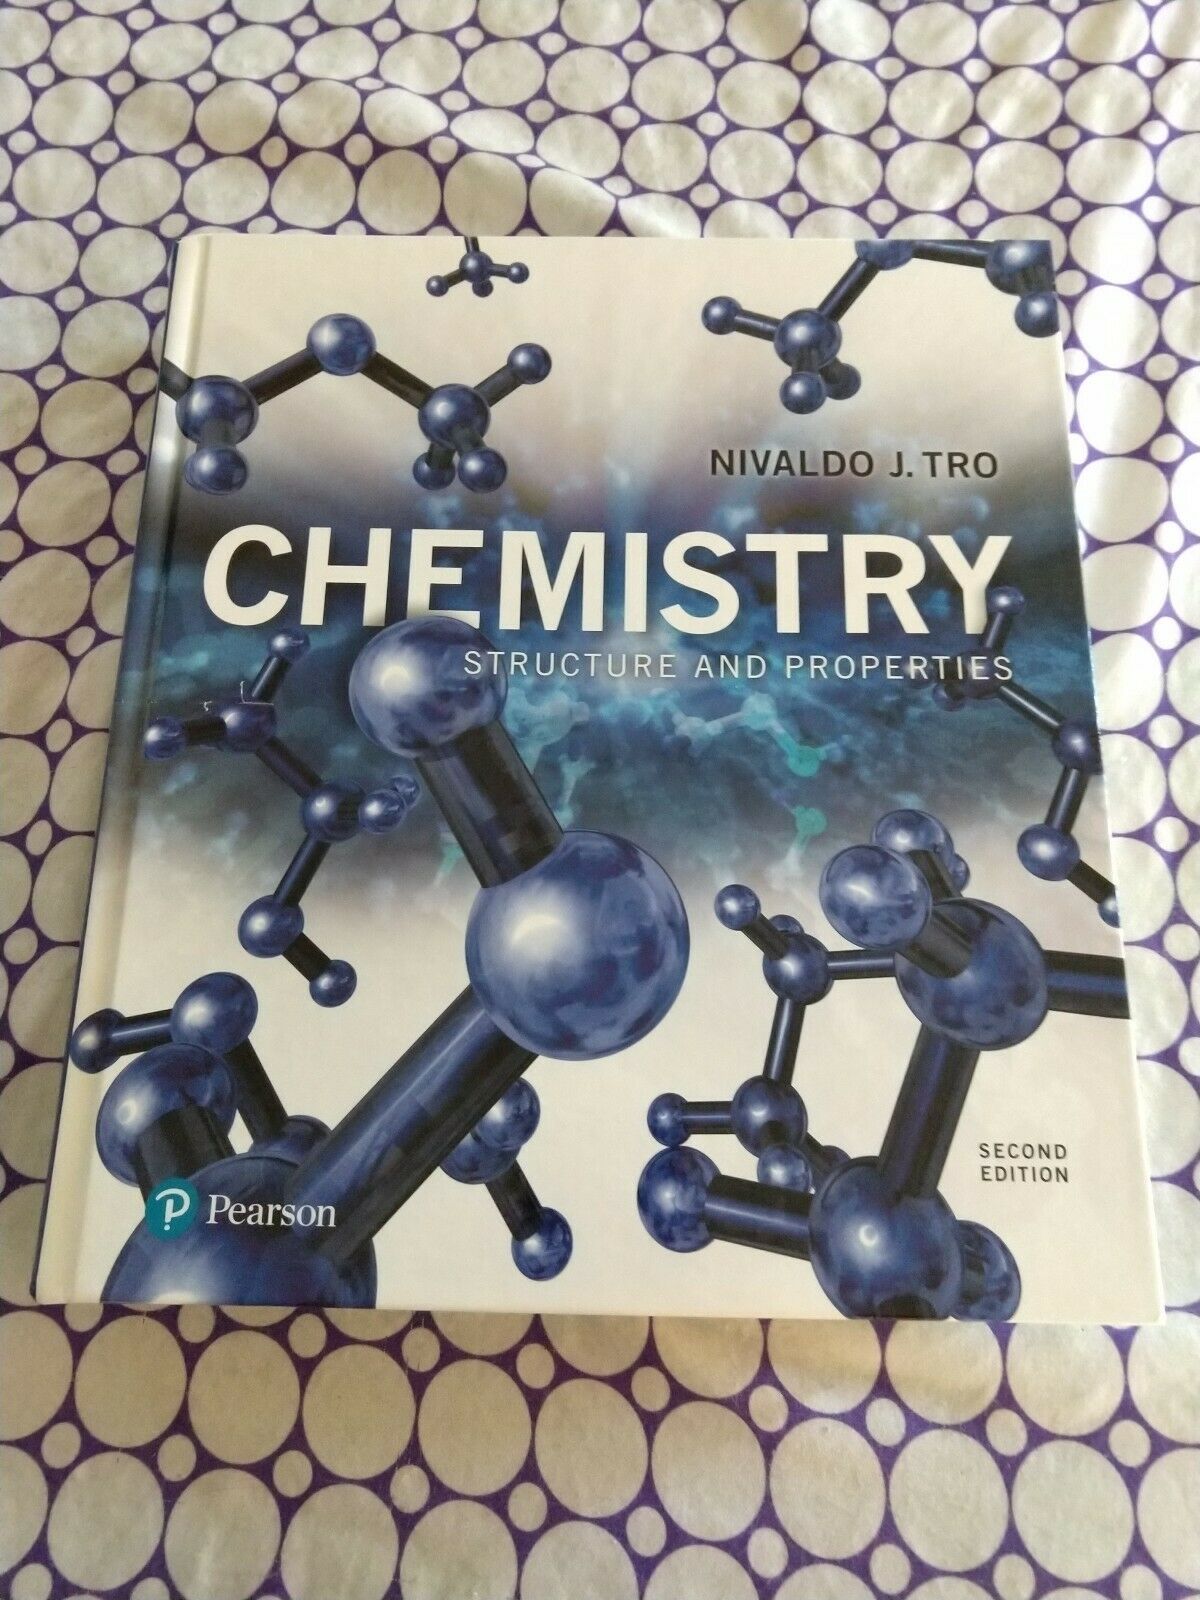 NIVALDO J. TRO
CHEMISTRY
STRUCTURE AND PROPERTIES
SECOND
EDITION
Pearson